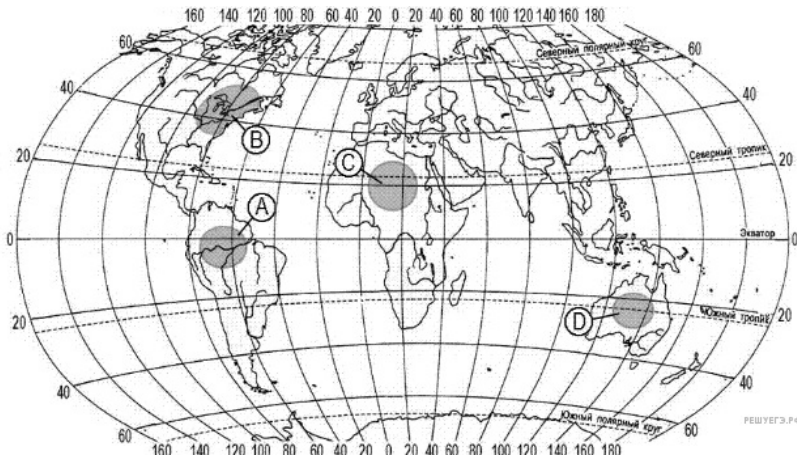 160 140 120 100 80 60 40 20 0 20 40 60 80 100 120 140 160 180
60 Северный полярный круг 60
40 40
B
20 C Северный тропик 20
A
0 Экватор 0
20 D Южный тропик 20
40 40
60 Южный полярный круг 60
РЕШУЕГЭ.РФ
160 140 120 100 80 60 40 20 0 20 40 60 80 100 120 140 160 180